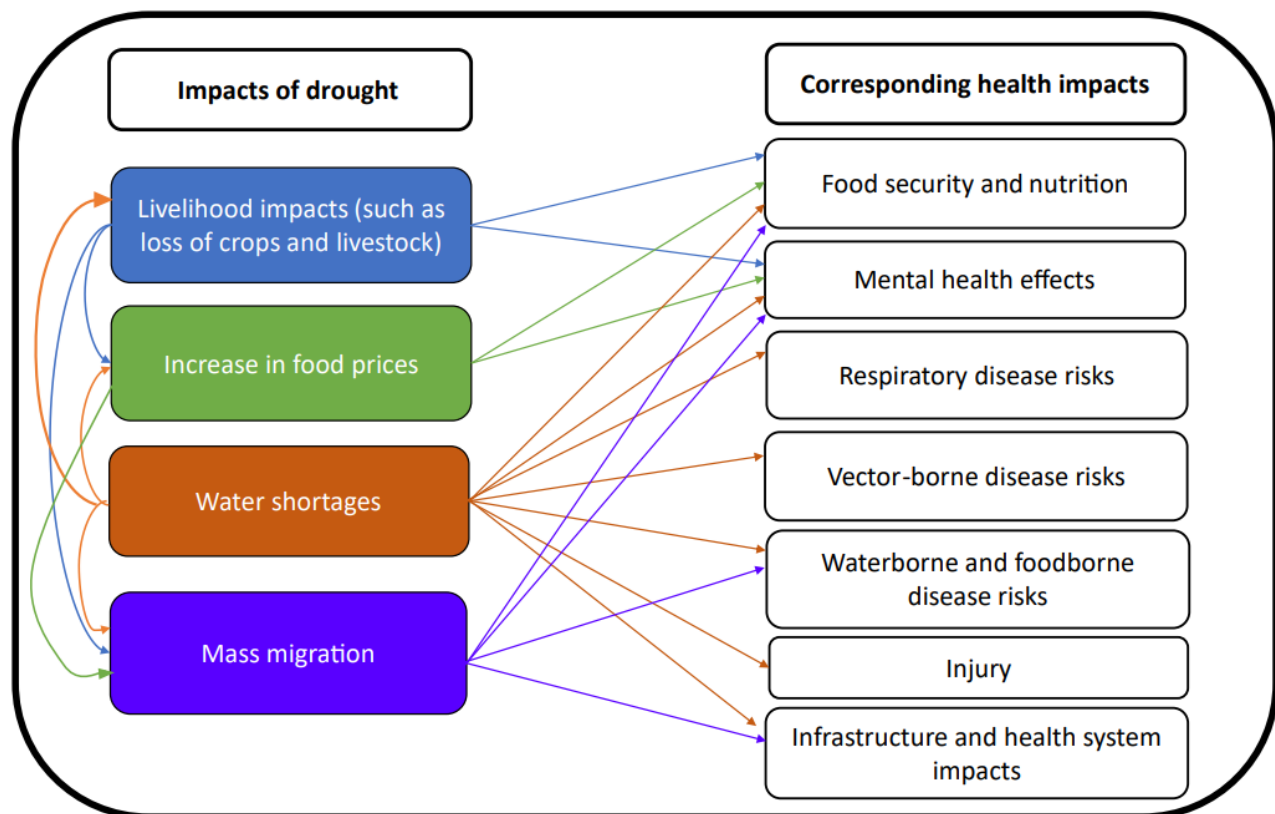 Impacts of drought
Livelihood impacts (such as
loss of crops and livestock)
Increase in food prices
Water shortages
Mass migration
Corresponding health impacts
Food security and nutrition
Mental health effects
Respiratory disease risks
Vector-borne disease risks
Waterborne and foodborne
disease risks
Injury
Infrastructure and health system
impacts